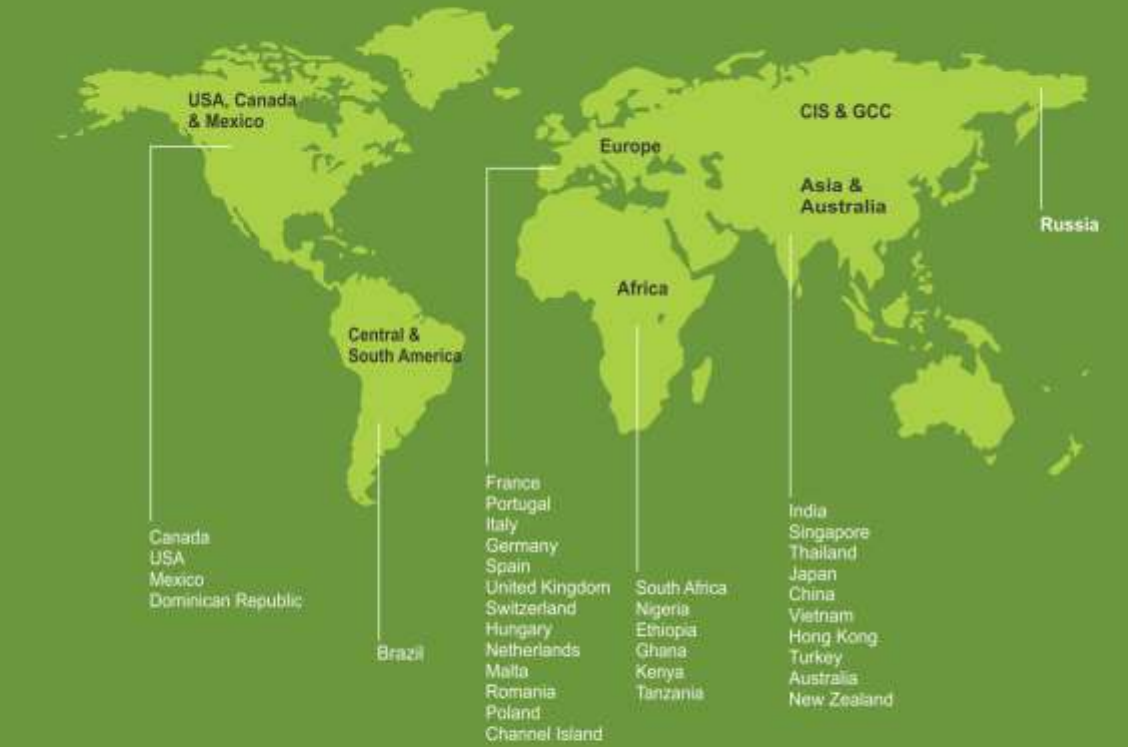 USA, Canada
& Mexico
CIS & GCC
Europe
Asia &
Australia
Russia
Africa
Central &
South America
Canada
USA
Mexico
Dominican Republic
Brazil
France
Portugal
Italy
Germany
Spain
United Kingdom
Switzerland
Hungary
Netherlands
Malta
Romania
Poland
Channel Island
South Africa
Nigeria
Ethiopia
Ghana
Kenya
Tanzania
India
Singapore
Thailand
Japan
China
Vietnam
Hong Kong
Turkey
Australia
New Zealand